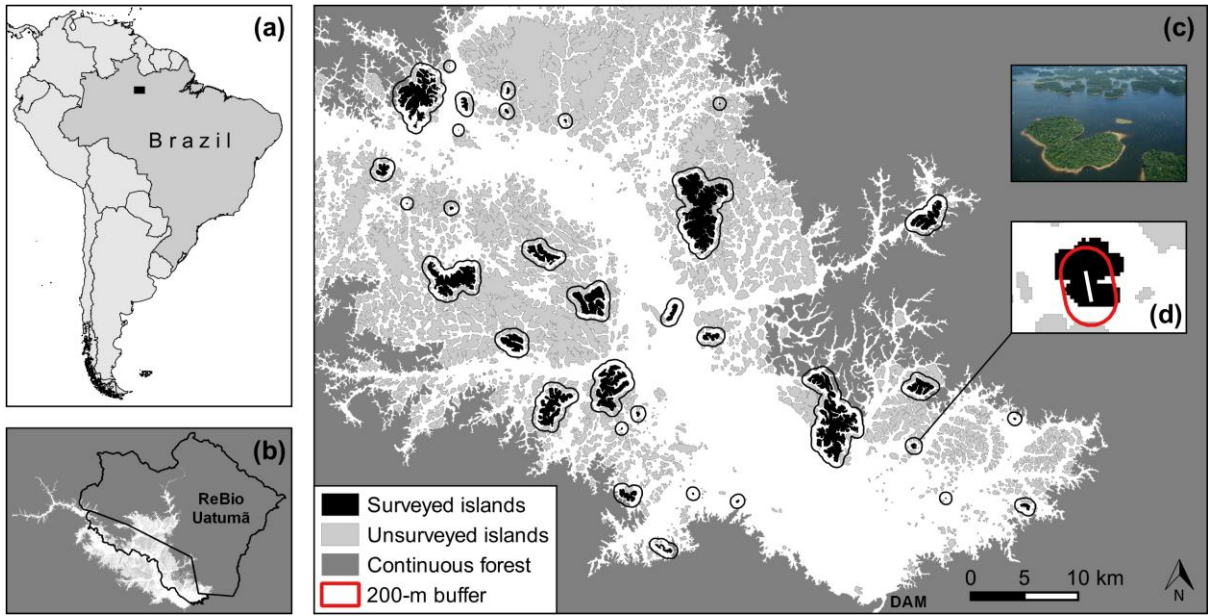 (a)
Brazil
(b)
ReBio
Uatumã
(c)
(d)
Surveyed islands
Unsurveyed islands
Continuous forest
200-m buffer
DAM
0 5 10 km
N